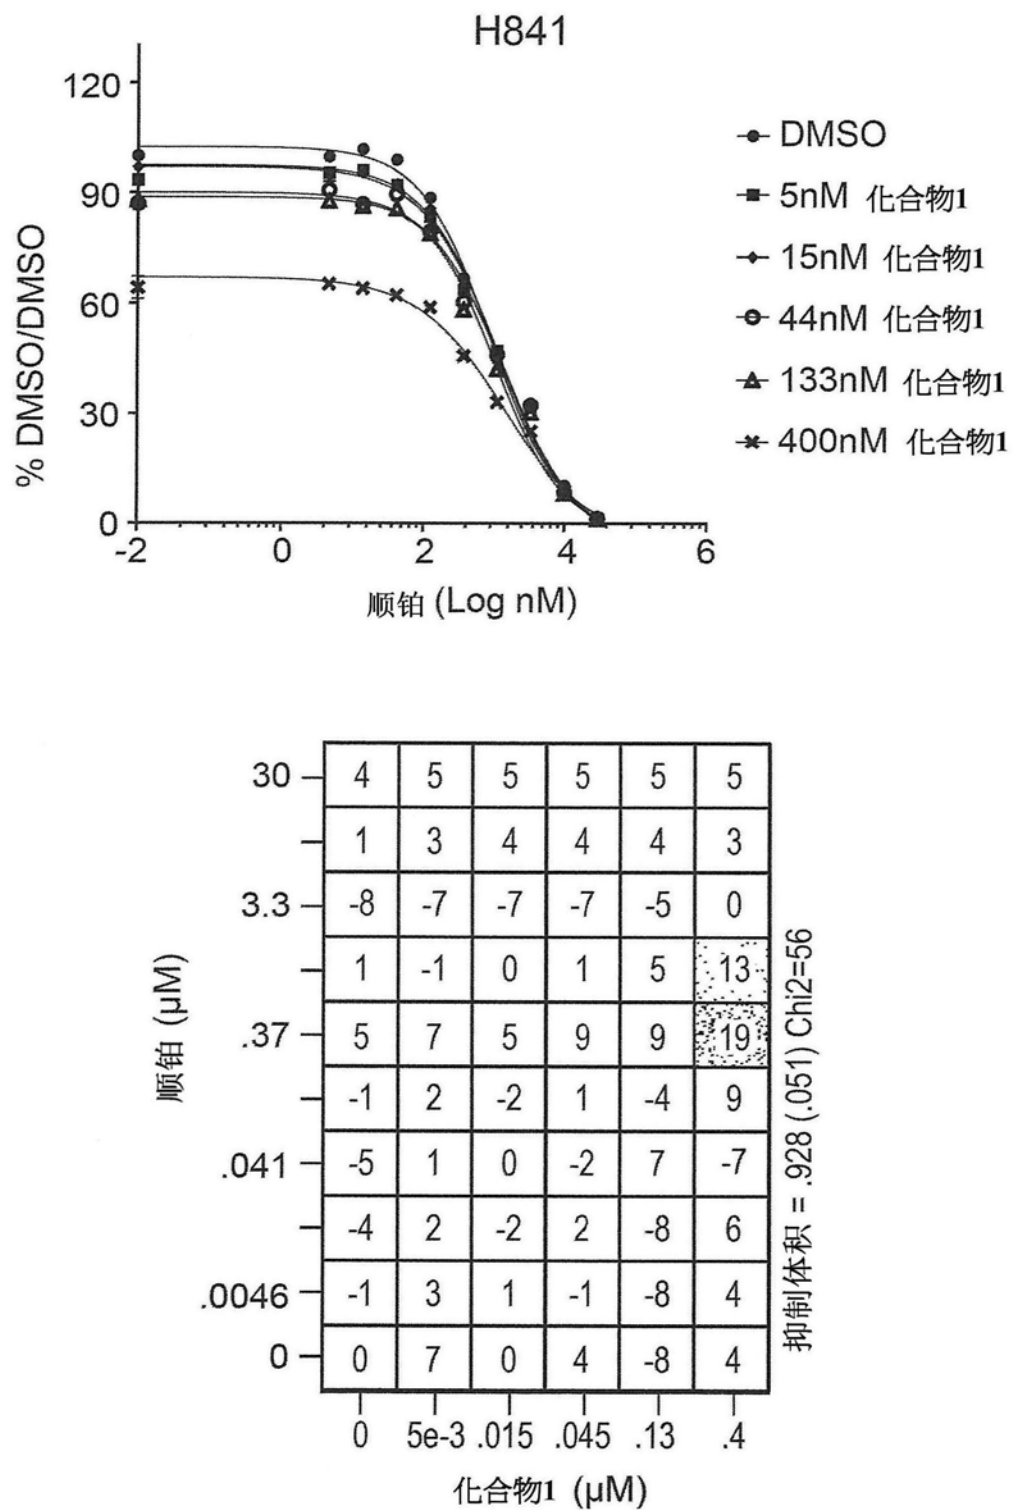 H841
120
90
60
30
0
-2 0 2 4 6
% DMSO/DMSO
顺铂 (Log nM)
DMSO
5nM 化合物1
15nM 化合物1
44nM 化合物1
133nM 化合物1
400nM 化合物1
30 4 5 5 5 5 5
1 3 4 4 4 3
3.3 -8 -7 -7 -7 -5 0
1 -1 0 1 5 13
.37 5 7 5 9 9 19
-1 2 -2 1 -4 9
.041 -5 1 0 -2 7 -7
-4 2 -2 2 -8 6
.0046 -1 3 1 -1 -8 4
0 0 7 0 4 -8 4
0 5e-3 .015 .045 .13 .4
顺铂 (μM)
化合物1 (μM)
抑制体积 = .928 (.051) Chi2=56